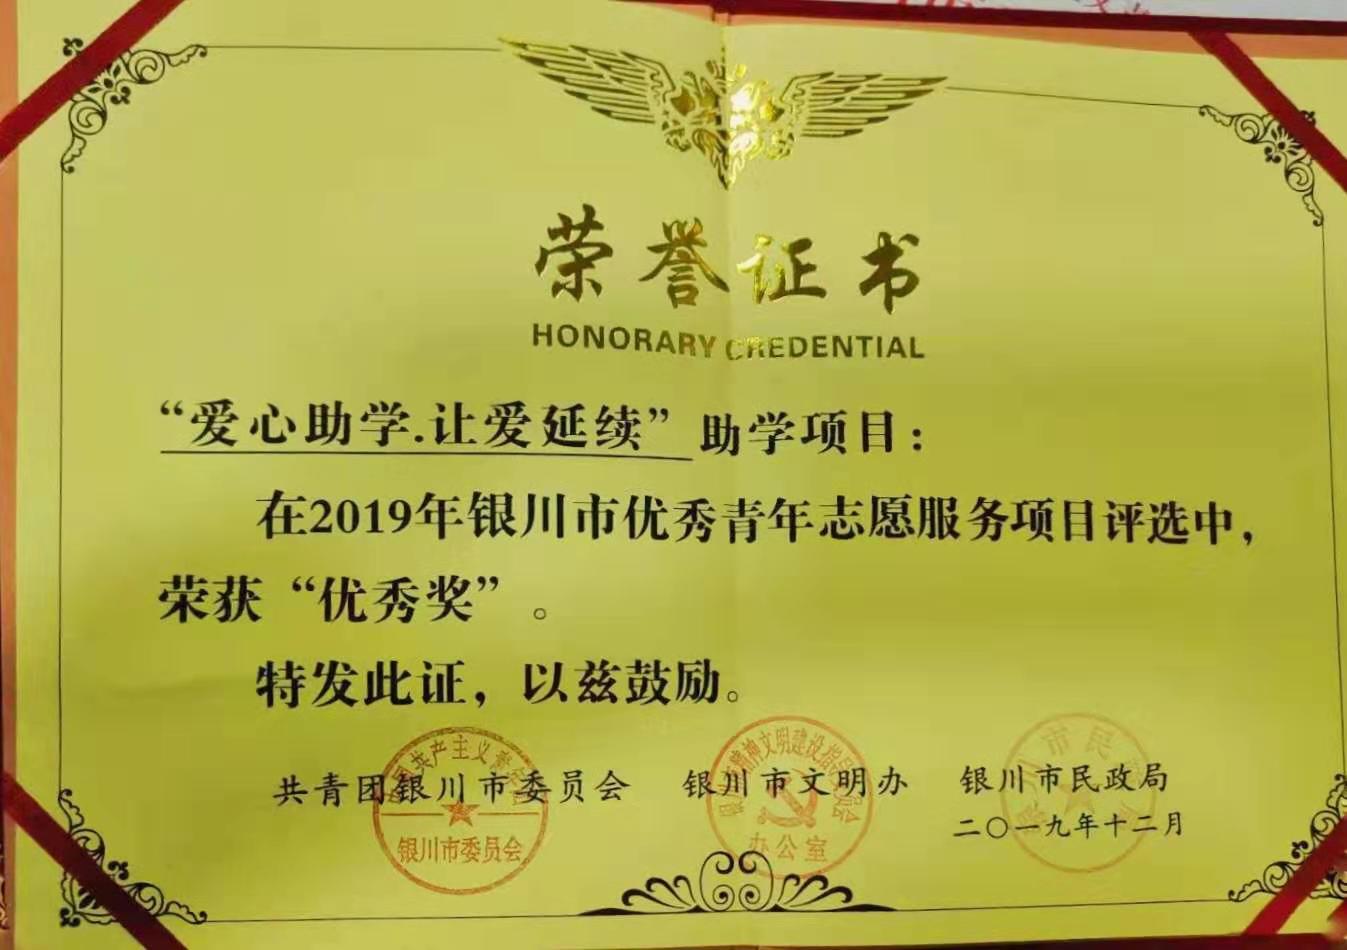 荣誉证书
HONORARY CREDENTIAL
“爱心助学.让爱延续”助学项目：
在2019年银川市优秀青年志愿服务项目评选中，
荣获“优秀奖”。
特发此证，以兹鼓励。
共青团银川市委员会 银川市文明办 银川市民政局
二〇一九年十二月
银川市委员会
办公室